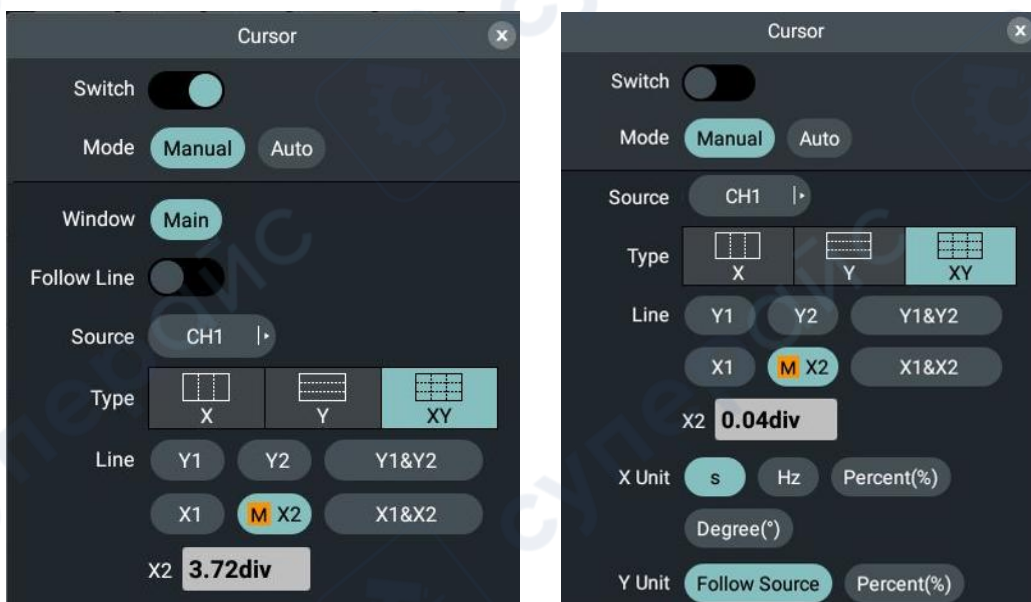 Cursor x
Switch
Mode Manual Auto
Window Main
Follow Line
Source CH1
Type X Y XY
Line Y1 Y2 Y1&Y2
X1 M X2 X1&X2
X2 3.72div
Cursor x
Switch
Mode Manual Auto
Source CH1
Type X Y XY
Line Y1 Y2 Y1&Y2
X1 M X2 X1&X2
X2 0.04div
X Unit s Hz Percent(%)
Degree(°)
Y Unit Follow Source Percent(%)